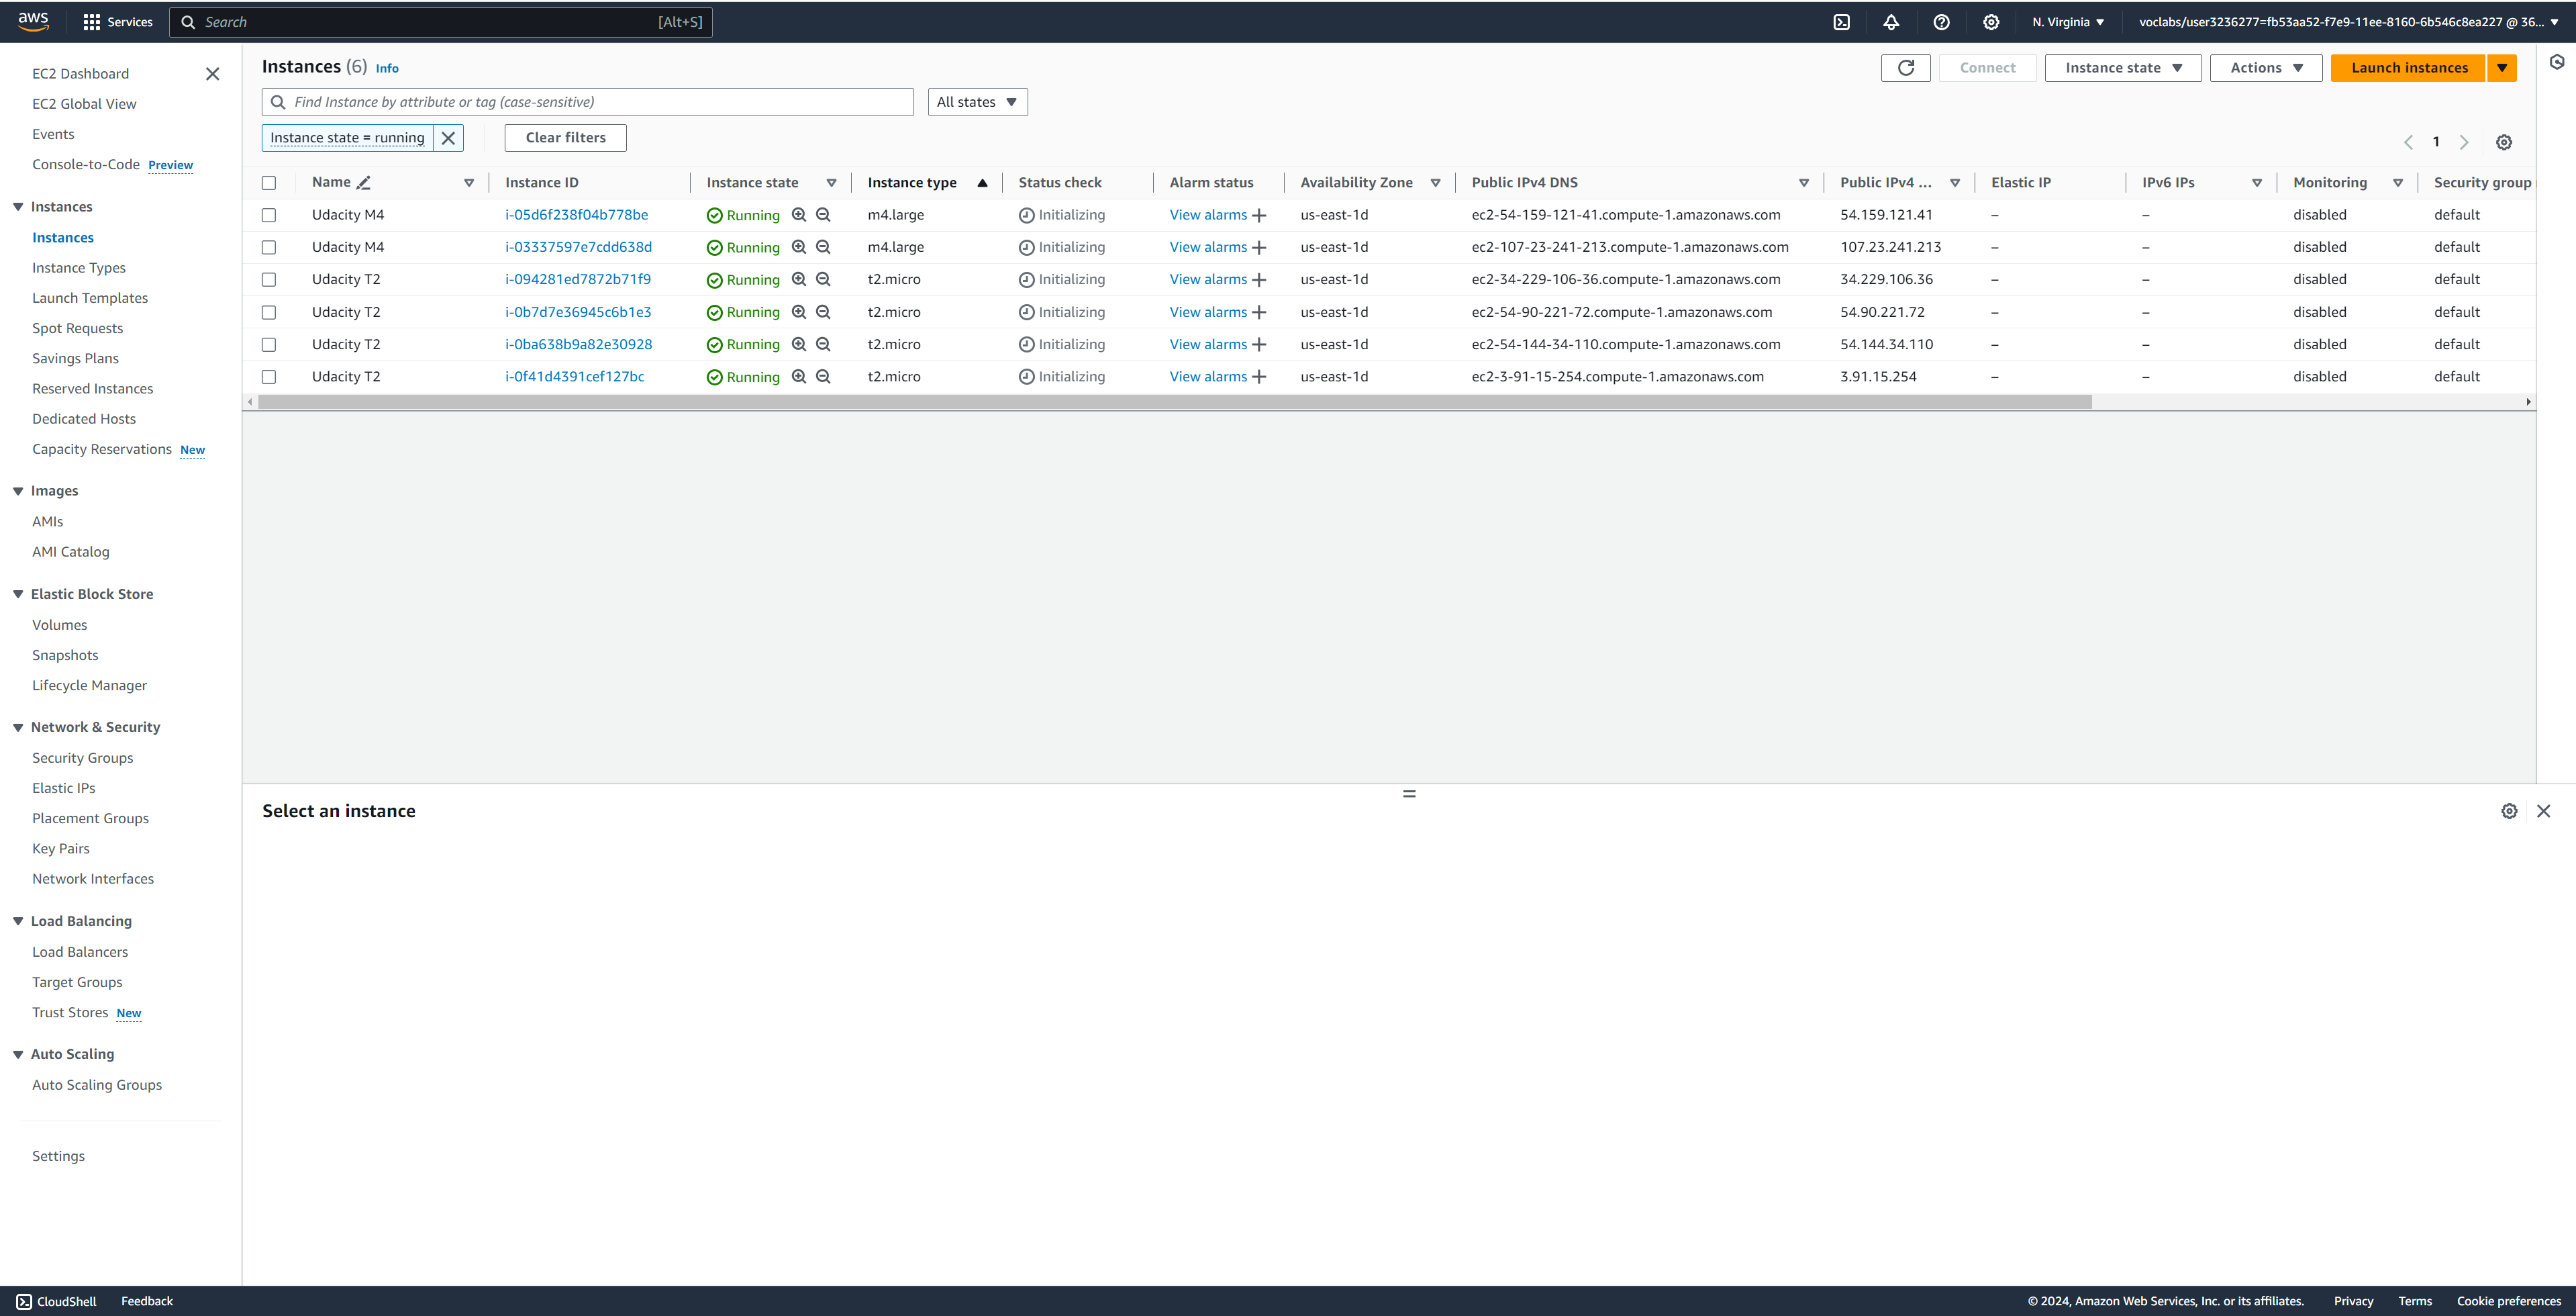 aws Services Search [Alt+S] N. Virginia voclabs/user3236277=fb53aa52-f7e9-11ee-8160-6b546c8ea227 @ 36...
EC2 Dashboard
EC2 Global View
Events
Console-to-Code Preview
Instances
Instances
Instance Types
Launch Templates
Spot Requests
Savings Plans
Reserved Instances
Dedicated Hosts
Capacity Reservations New
Images
AMIs
AMI Catalog
Elastic Block Store
Volumes
Snapshots
Lifecycle Manager
Network & Security
Security Groups
Elastic IPs
Placement Groups
Key Pairs
Network Interfaces
Load Balancing
Load Balancers
Target Groups
Trust Stores New
Auto Scaling
Auto Scaling Groups
Settings
Instances (6) Info Connect Instance state Actions Launch instances
Find Instance by attribute or tag (case-sensitive) All states
Instance state = running Clear filters 1
Name Instance ID Instance state Instance type Status check Alarm status Availability Zone Public IPv4 DNS Public IPv4 ... Elastic IP IPv6 IPs Monitoring Security group
Udacity M4 i-05d6f238f04b778be Running m4.large Initializing View alarms us-east-1d ec2-54-159-121-41.compute-1.amazonaws.com 54.159.121.41 – – disabled default
Udacity M4 i-03337597e7cdd638d Running m4.large Initializing View alarms us-east-1d ec2-107-23-241-213.compute-1.amazonaws.com 107.23.241.213 – – disabled default
Udacity T2 i-094281ed7872b71f9 Running t2.micro Initializing View alarms us-east-1d ec2-34-229-106-36.compute-1.amazonaws.com 34.229.106.36 – – disabled default
Udacity T2 i-0b7d7e36945c6b1e3 Running t2.micro Initializing View alarms us-east-1d ec2-54-90-221-72.compute-1.amazonaws.com 54.90.221.72 – – disabled default
Udacity T2 i-0ba638b9a82e30928 Running t2.micro Initializing View alarms us-east-1d ec2-54-144-34-110.compute-1.amazonaws.com 54.144.34.110 – – disabled default
Udacity T2 i-0f41d4391cef127bc Running t2.micro Initializing View alarms us-east-1d ec2-3-91-15-254.compute-1.amazonaws.com 3.91.15.254 – – disabled default
Select an instance
CloudShell Feedback © 2024, Amazon Web Services, Inc. or its affiliates. Privacy Terms Cookie preferences